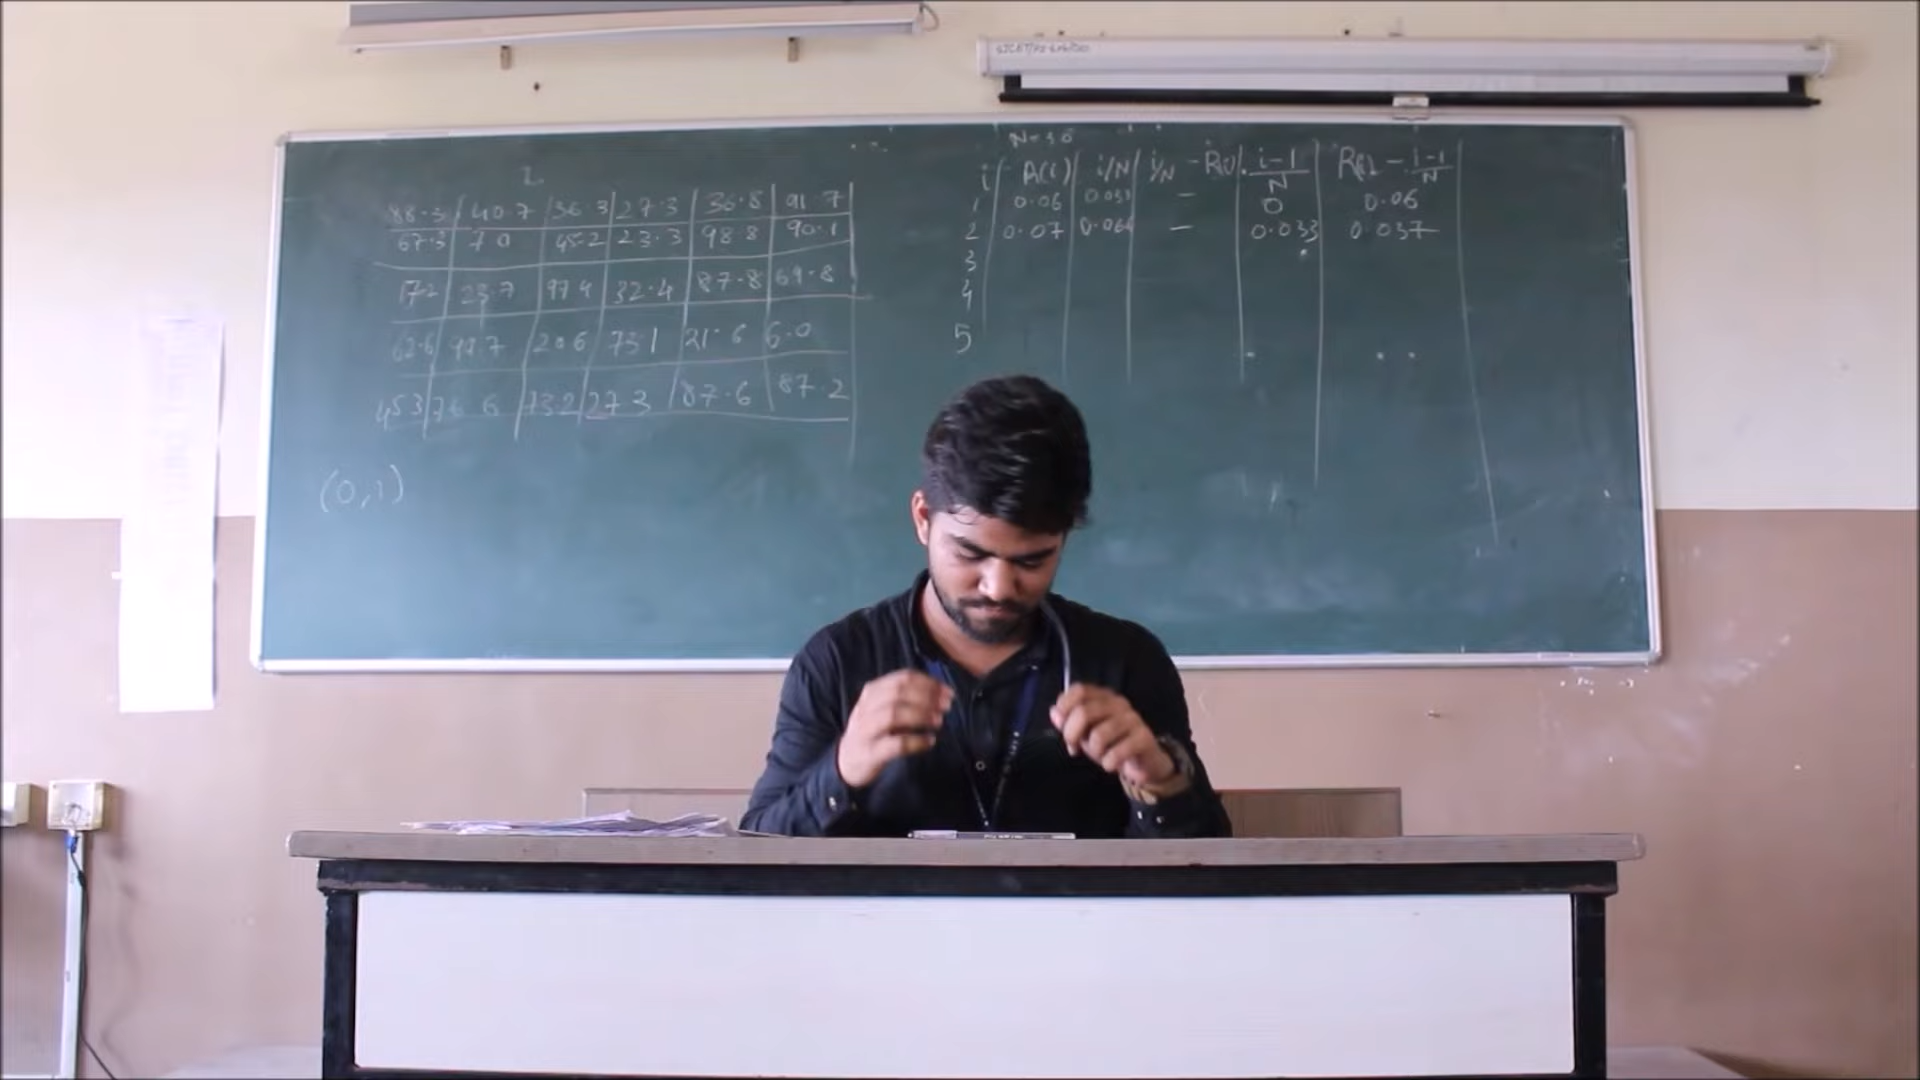 88.3 40.7 36.3 27.3 36.8 91.7
67.3 70 45.2 23.3 98.8 90.1
17.2 23.7 97.4 32.4 87.8 69.8
62.6 99.7 20.6 73.1 21.6 6.0
45.3 76.6 73.2 27.3 87.6 87.2
(0,1)
N=30
i R(i) i/N i/N - R(i) i-1/N R(i) - i-1/N
1 0.06 0.033 - 0 0.06
2 0.07 0.066 - 0.033 0.037
3
4
5